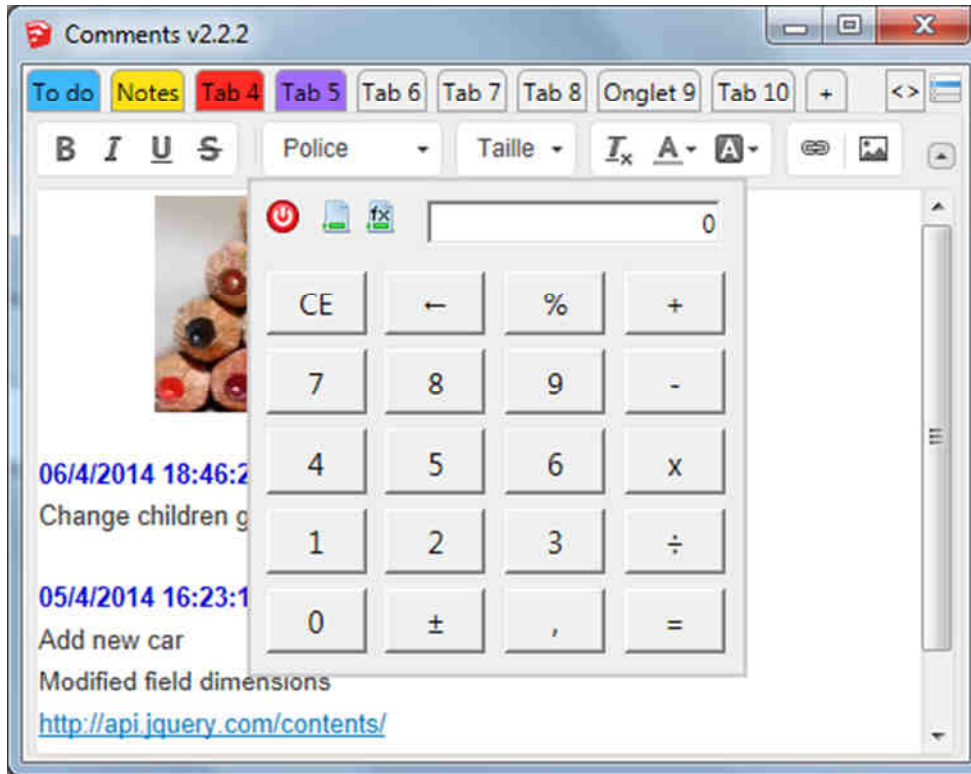 Comments v2.2.2
To do Notes Tab 4 Tab 5 Tab 6 Tab 7 Tab 8 Onglet 9 Tab 10 + <>
B I U S Police Taille Tx A A
fx 0
CE ← % +
7 8 9 -
4 5 6 x
1 2 3 ÷
0 ± , =
06/4/2014 18:46:2
Change children g
05/4/2014 16:23:1
Add new car
Modified field dimensions
http://api.jquery.com/contents/